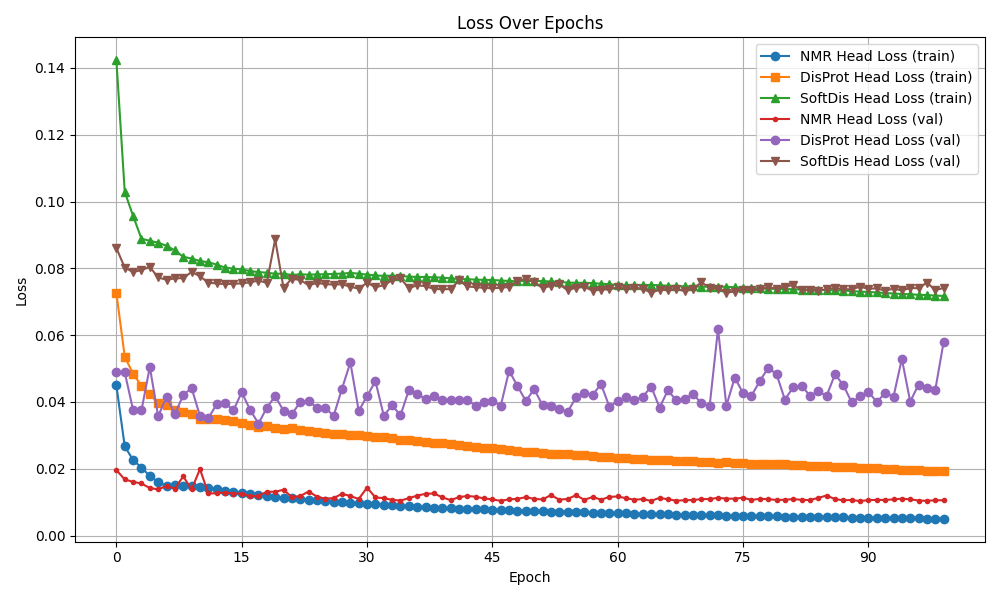 Loss Over Epochs
NMR Head Loss (train)
DisProt Head Loss (train)
SoftDis Head Loss (train)
NMR Head Loss (val)
DisProt Head Loss (val)
SoftDis Head Loss (val)
Loss
0.14
0.12
0.10
0.08
0.06
0.04
0.02
0.00
0 15 30 45 60 75 90
Epoch